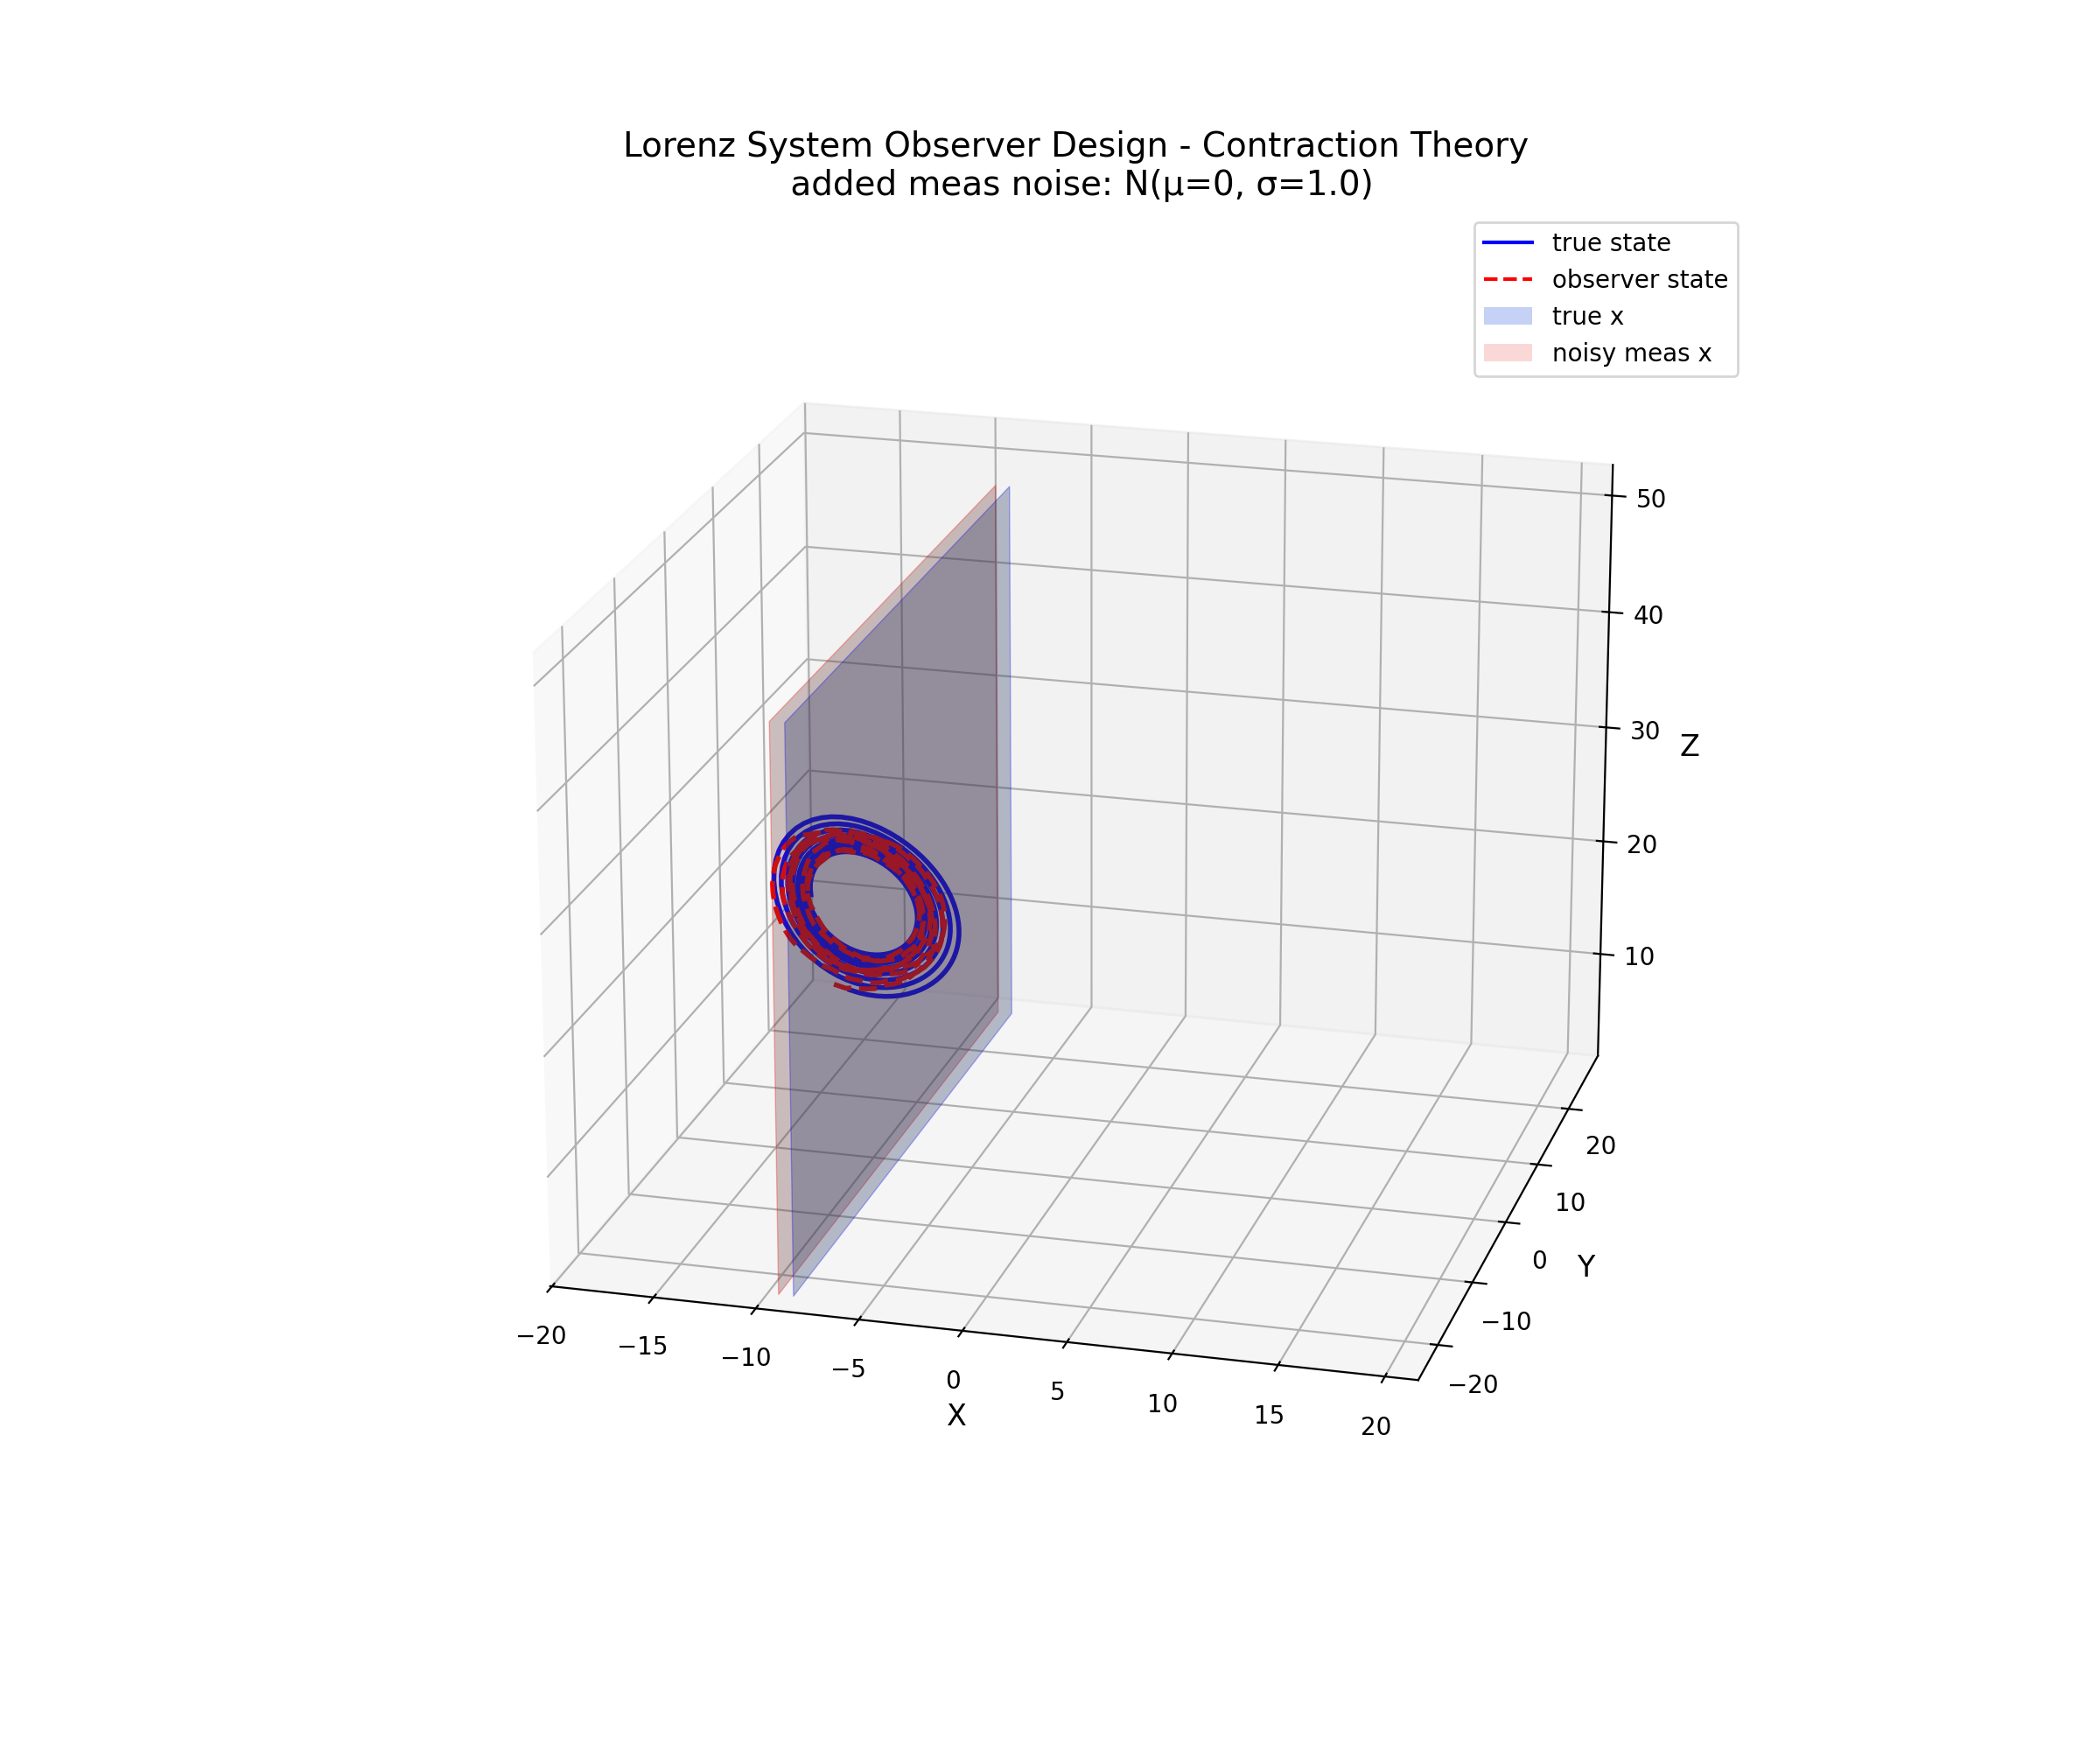 Lorenz System Observer Design - Contraction Theory
added meas noise: N(μ=0, σ=1.0)
true state
observer state
true x
noisy meas x
50
40
30
20
10
Z
20
10
0
−10
−20
Y
−20
−15
−10
−5
0
5
10
15
20
X